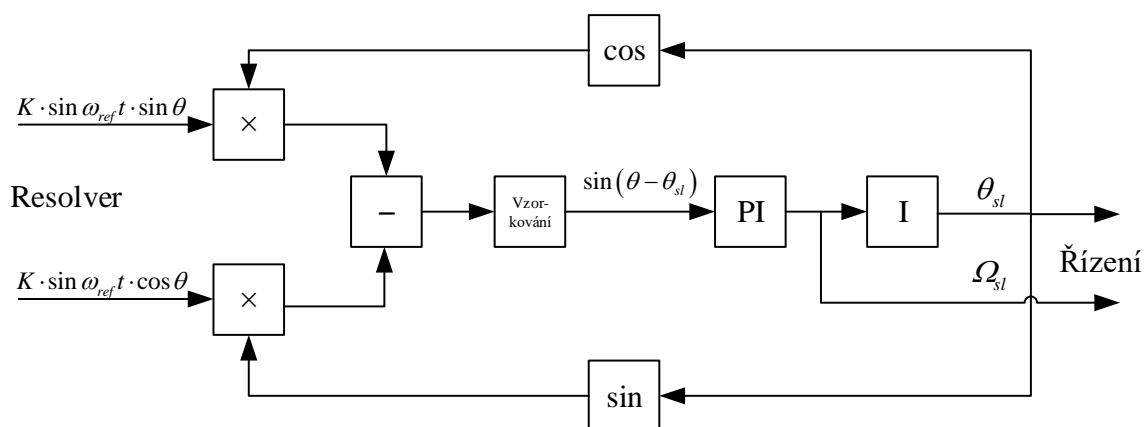 cos
K · sin ω_ref t · sin θ
×
Resolver
−
Vzor-
kování
sin(θ − θ_sl)
PI
I
θ_sl
Řízení
Ω_sl
K · sin ω_ref t · cos θ
×
sin